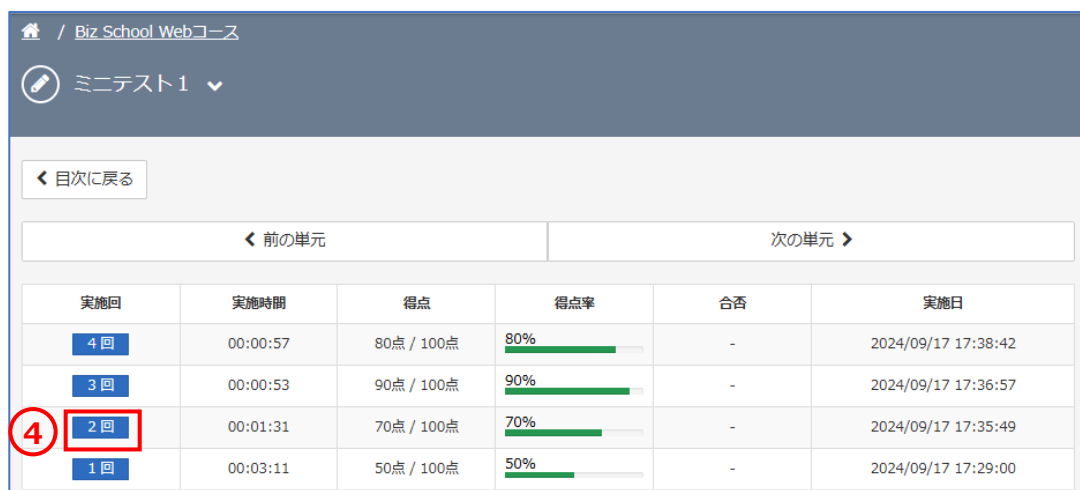 / Biz School Webコース
ミニテスト1
目次に戻る
前の単元 次の単元
実施回 実施時間 得点 得点率 合否 実施日
4 回 00:00:57 80点 / 100点 80% - 2024/09/17 17:38:42
3 回 00:00:53 90点 / 100点 90% - 2024/09/17 17:36:57
④ 2 回 00:01:31 70点 / 100点 70% - 2024/09/17 17:35:49
1 回 00:03:11 50点 / 100点 50% - 2024/09/17 17:29:00